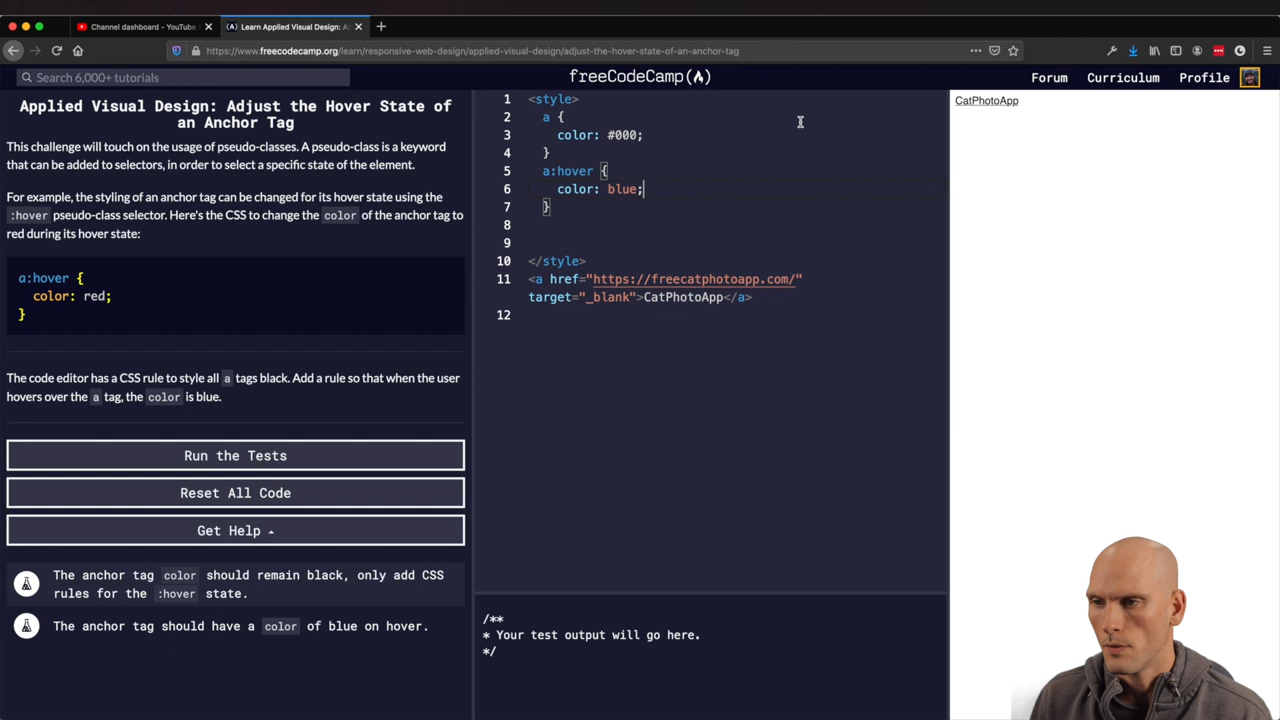 Channel dashboard - YouTube
Learn Applied Visual Design: A
https://www.freecodecamp.org/learn/responsive-web-design/applied-visual-design/adjust-the-hover-state-of-an-anchor-tag
Search 6,000+ tutorials
freeCodeCamp
Forum
Curriculum
Profile
Applied Visual Design: Adjust the Hover State of
an Anchor Tag
This challenge will touch on the usage of pseudo-classes. A pseudo-class is a keyword
that can be added to selectors, in order to select a specific state of the element.
For example, the styling of an anchor tag can be changed for its hover state using the
:hover pseudo-class selector. Here's the CSS to change the color of the anchor tag to
red during its hover state:
a:hover {
color: red;
}
The code editor has a CSS rule to style all a tags black. Add a rule so that when the user
hovers over the a tag, the color is blue.
Run the Tests
Reset All Code
Get Help
The anchor tag color should remain black, only add CSS
rules for the :hover state.
The anchor tag should have a color of blue on hover.
1 <style>
2 a {
3 color: #000;
4 }
5 a:hover {
6 color: blue;
7 }
8
9
10 </style>
11 <a href="https://freecatphotoapp.com/"
target="_blank">CatPhotoApp</a>
12
/**
* Your test output will go here.
*/
CatPhotoApp